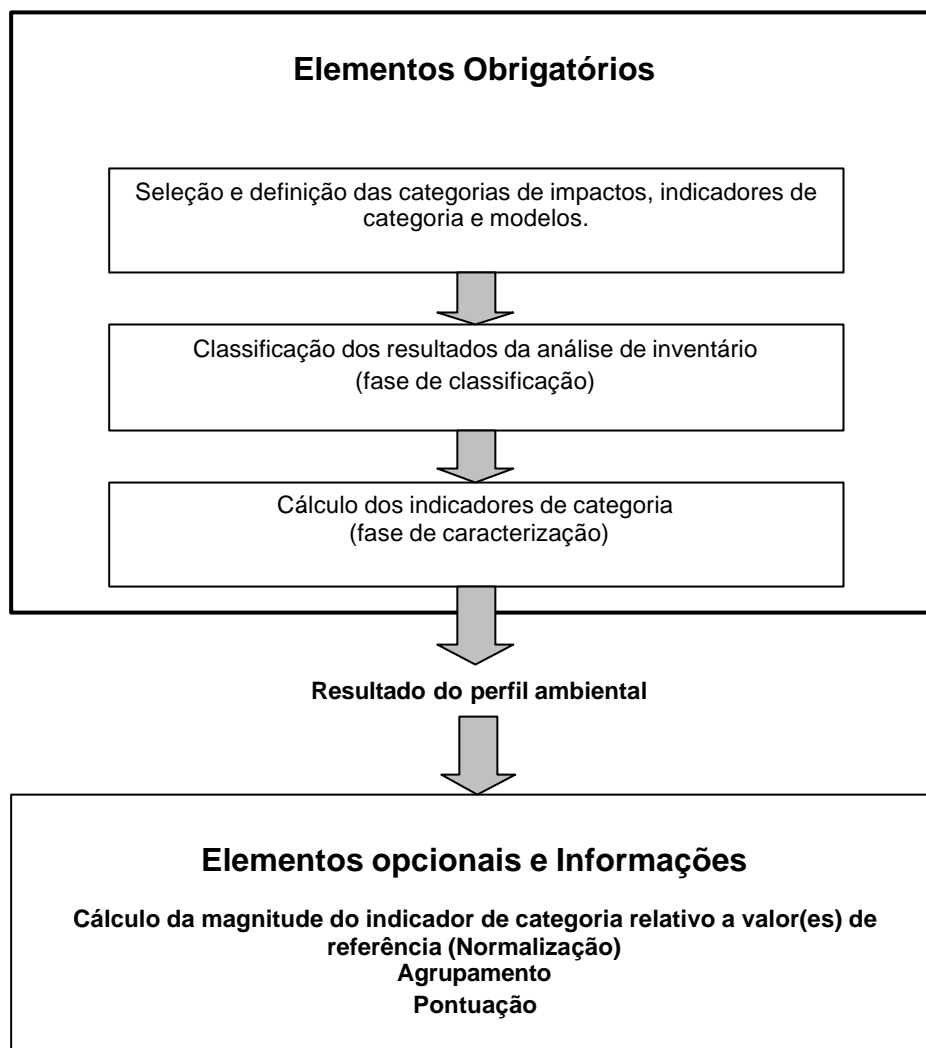 Elementos Obrigatórios
Seleção e definição das categorias de impactos, indicadores de
categoria e modelos.
Classificação dos resultados da análise de inventário
(fase de classificação)
Cálculo dos indicadores de categoria
(fase de caracterização)
Resultado do perfil ambiental
Elementos opcionais e Informações
Cálculo da magnitude do indicador de categoria relativo a valor(es) de
referência (Normalização)
Agrupamento
Pontuação